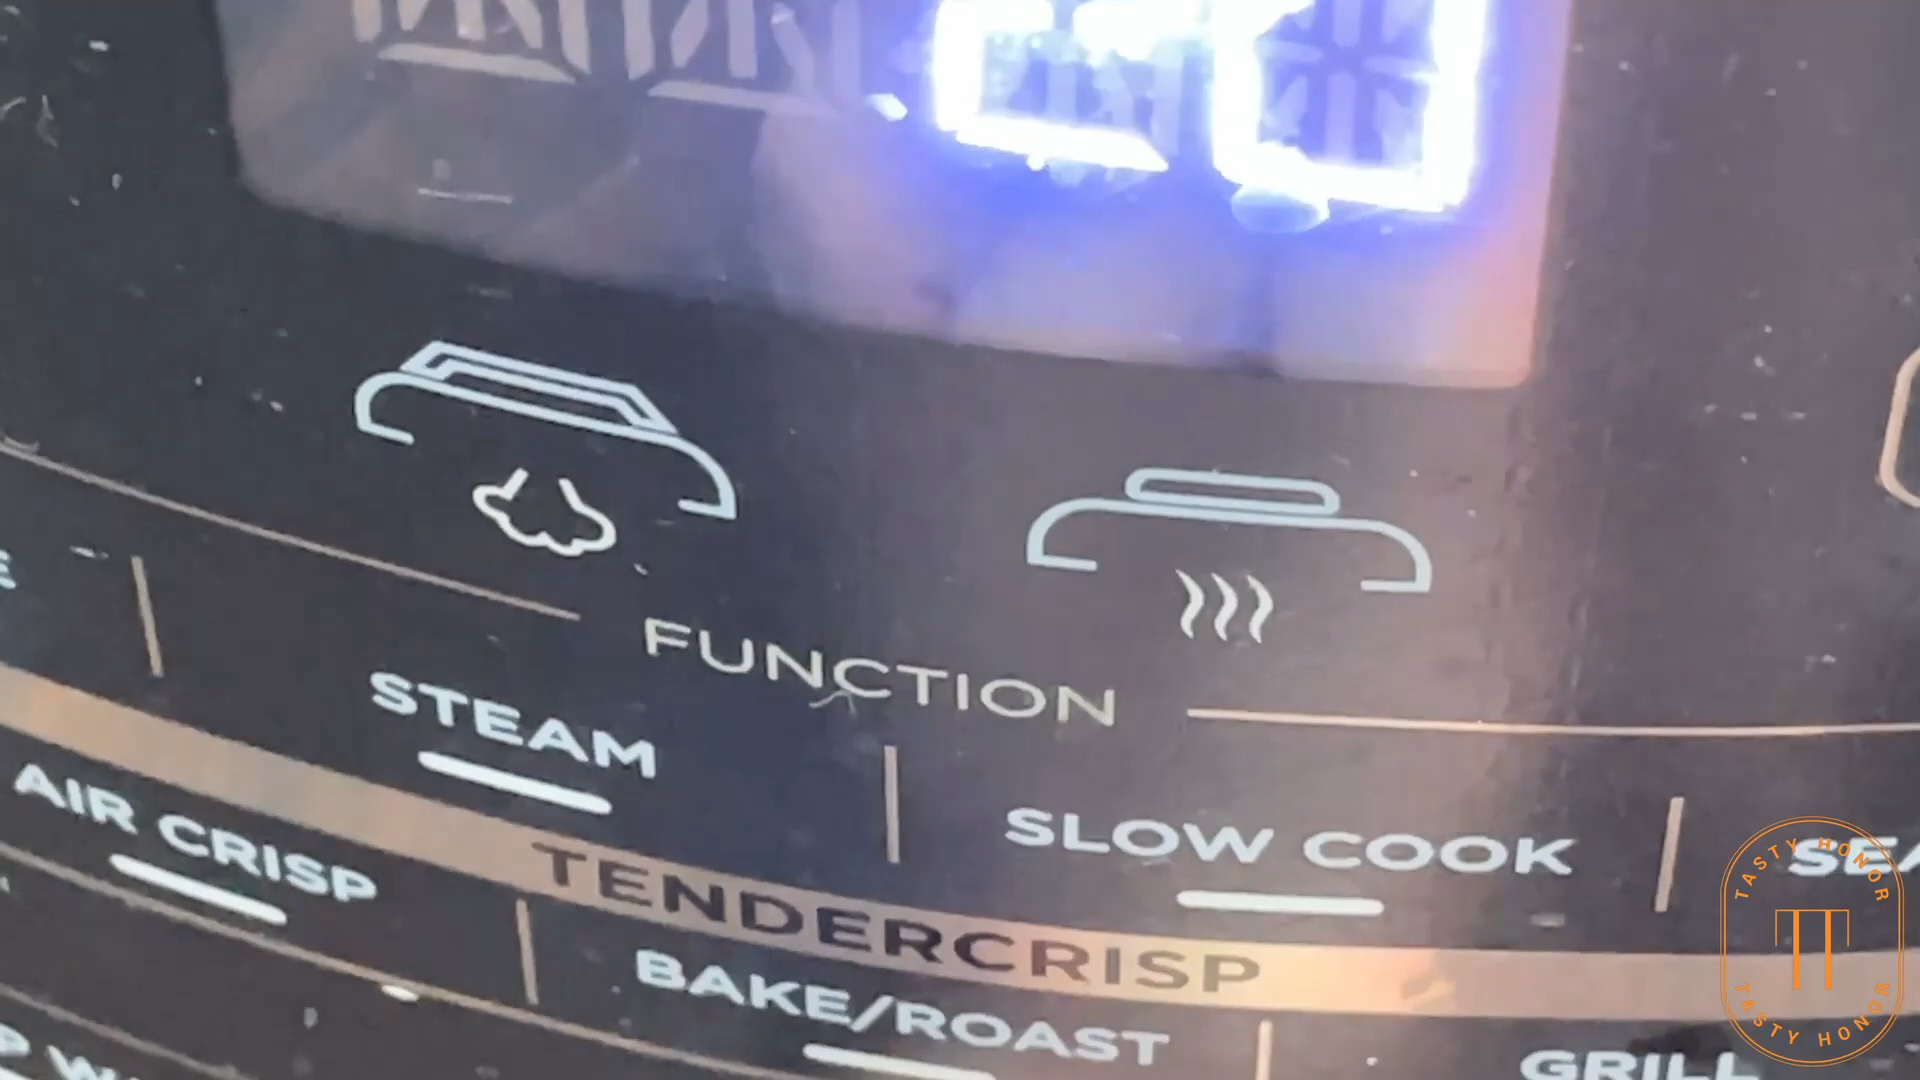 FUNCTION
STEAM
SLOW COOK
TENDERCRISP
AIR CRISP
BAKE/ROAST
GRILL
TASTY HONOR
TASTY HONOR